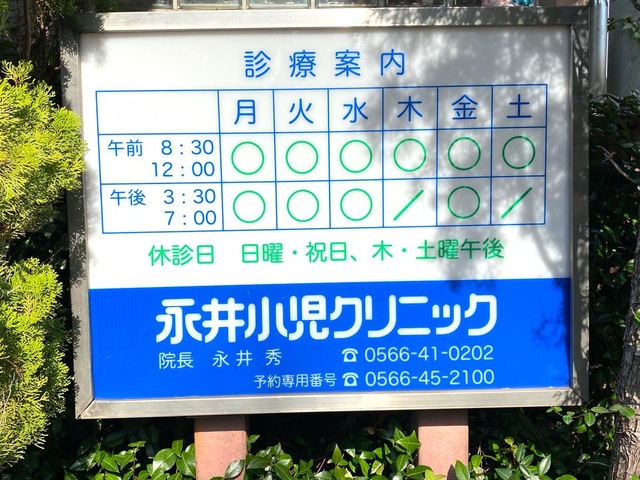 診療案内
月 火 水 木 金 土
午前 8:30 ○ ○ ○ ○ ○ ○
12:00
午後 3:30 ○ ○ ○ / ○ /
7:00
休診日 日曜・祝日、木・土曜午後
永井小児クリニック
院長 永井 秀 ☎ 0566-41-0202
予約専用番号 ☎ 0566-45-2100